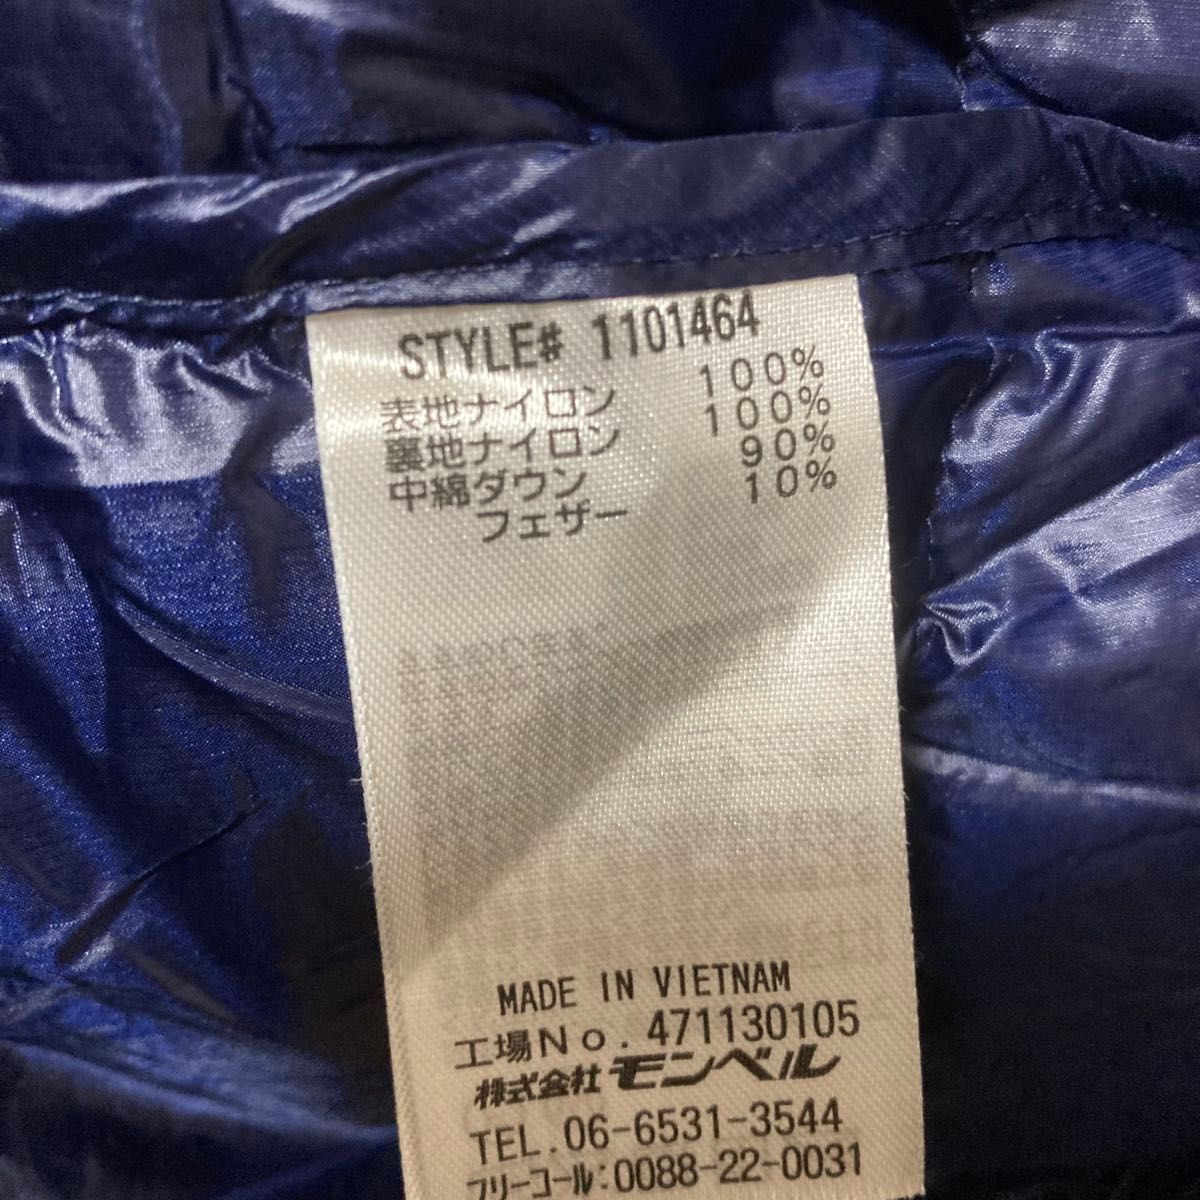 STYLE# 1101464
表地ナイロン 100%
裏地ナイロン 100%
中綿ダウン 90%
フェザー 10%
MADE IN VIETNAM
工場No.471130105
株式会社モンベル
TEL.06-6531-3544
フリーコール:0088-22-0031